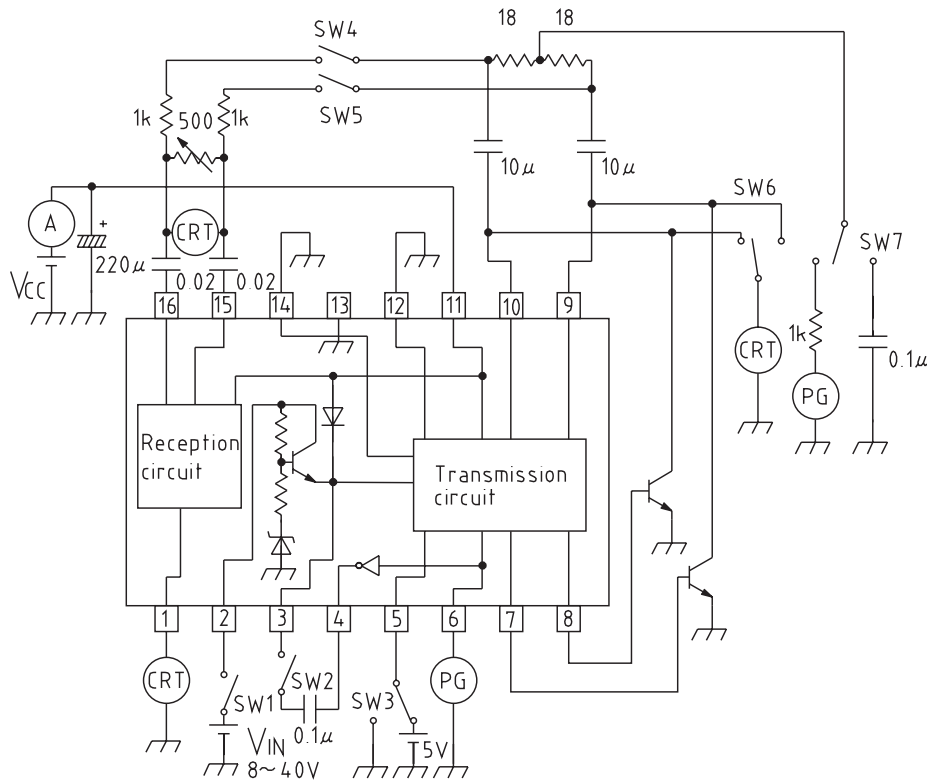 18 18
SW4
SW5
1k 500 1k
10μ 10μ
SW6
SW7
A
+
220μ
VCC
CRT
0.02 0.02
16 15 14 13 12 11 10 9
1k
CRT
PG
0.1μ
Reception
circuit
Transmission
circuit
1 2 3 4 5 6 7 8
CRT
SW1
VIN
8~40V
SW2
0.1μ
SW3
5V
PG